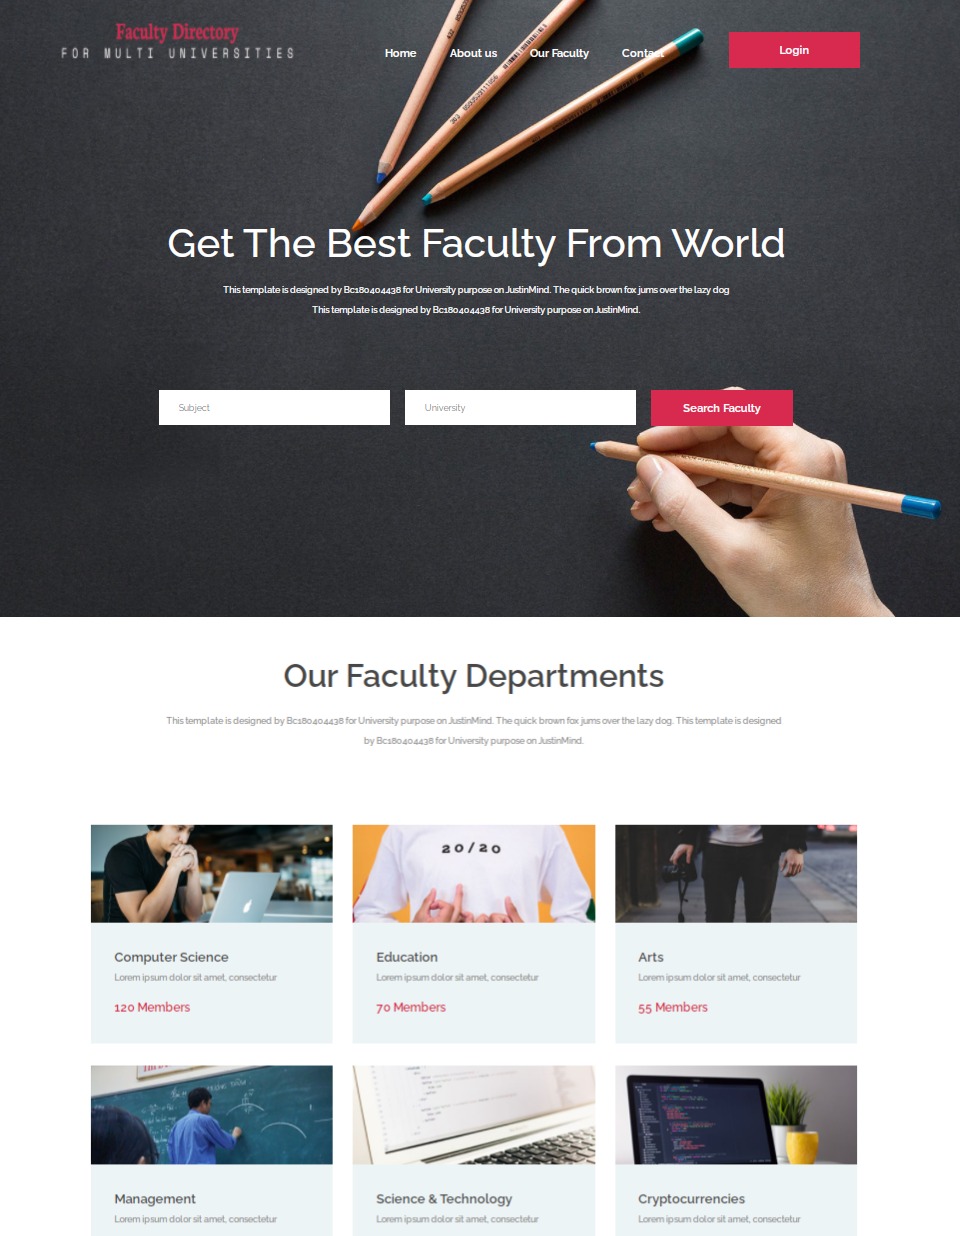 Faculty Directory
FOR MULTI UNIVERSITIES
Home
About us
Our Faculty
Contact
Login
Get The Best Faculty From World
This template is designed by Bc180404438 for University purpose on JustinMind. The quick brown fox jums over the lazy dog
This template is designed by Bc180404438 for University purpose on JustinMind.
Subject
University
Search Faculty
Our Faculty Departments
This template is designed by Bc180404438 for University purpose on JustinMind. The quick brown fox jums over the lazy dog. This template is designed
by Bc180404438 for University purpose on JustinMind.
20/20
Computer Science
Lorem ipsum dolor sit amet, consectetur
120 Members
Education
Lorem ipsum dolor sit amet, consectetur
70 Members
Arts
Lorem ipsum dolor sit amet, consectetur
55 Members
Management
Lorem ipsum dolor sit amet, consectetur
Science & Technology
Lorem ipsum dolor sit amet, consectetur
Cryptocurrencies
Lorem ipsum dolor sit amet, consectetur